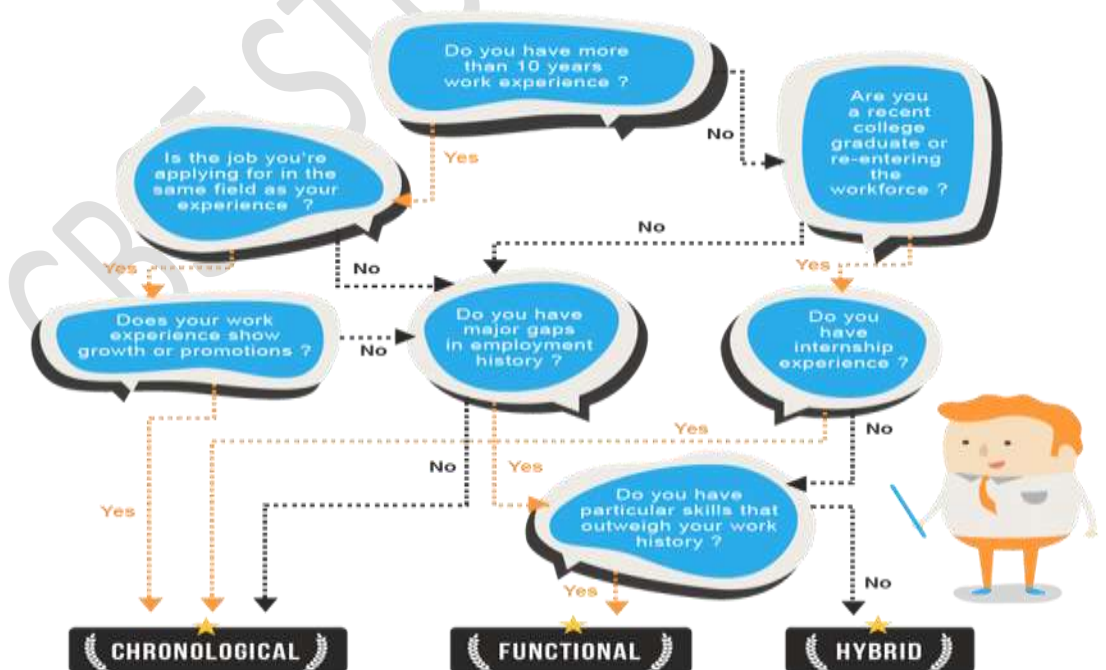 Do you have more
than 10 years
work experience ?
No
Are you
a recent
college
graduate or
re-entering
the
workforce ?
Yes
Is the job you're
applying for in the
same field as your
experience ?
No
Yes
No
Yes
Does your work
experience show
growth or promotions ?
No
Do you have
major gaps
in employment
history ?
Do you
have
internship
experience ?
Yes
No
No
Yes
Yes
Do you have
particular skills that
outweigh your work
history ?
Yes
No
CHRONOLOGICAL
FUNCTIONAL
HYBRID